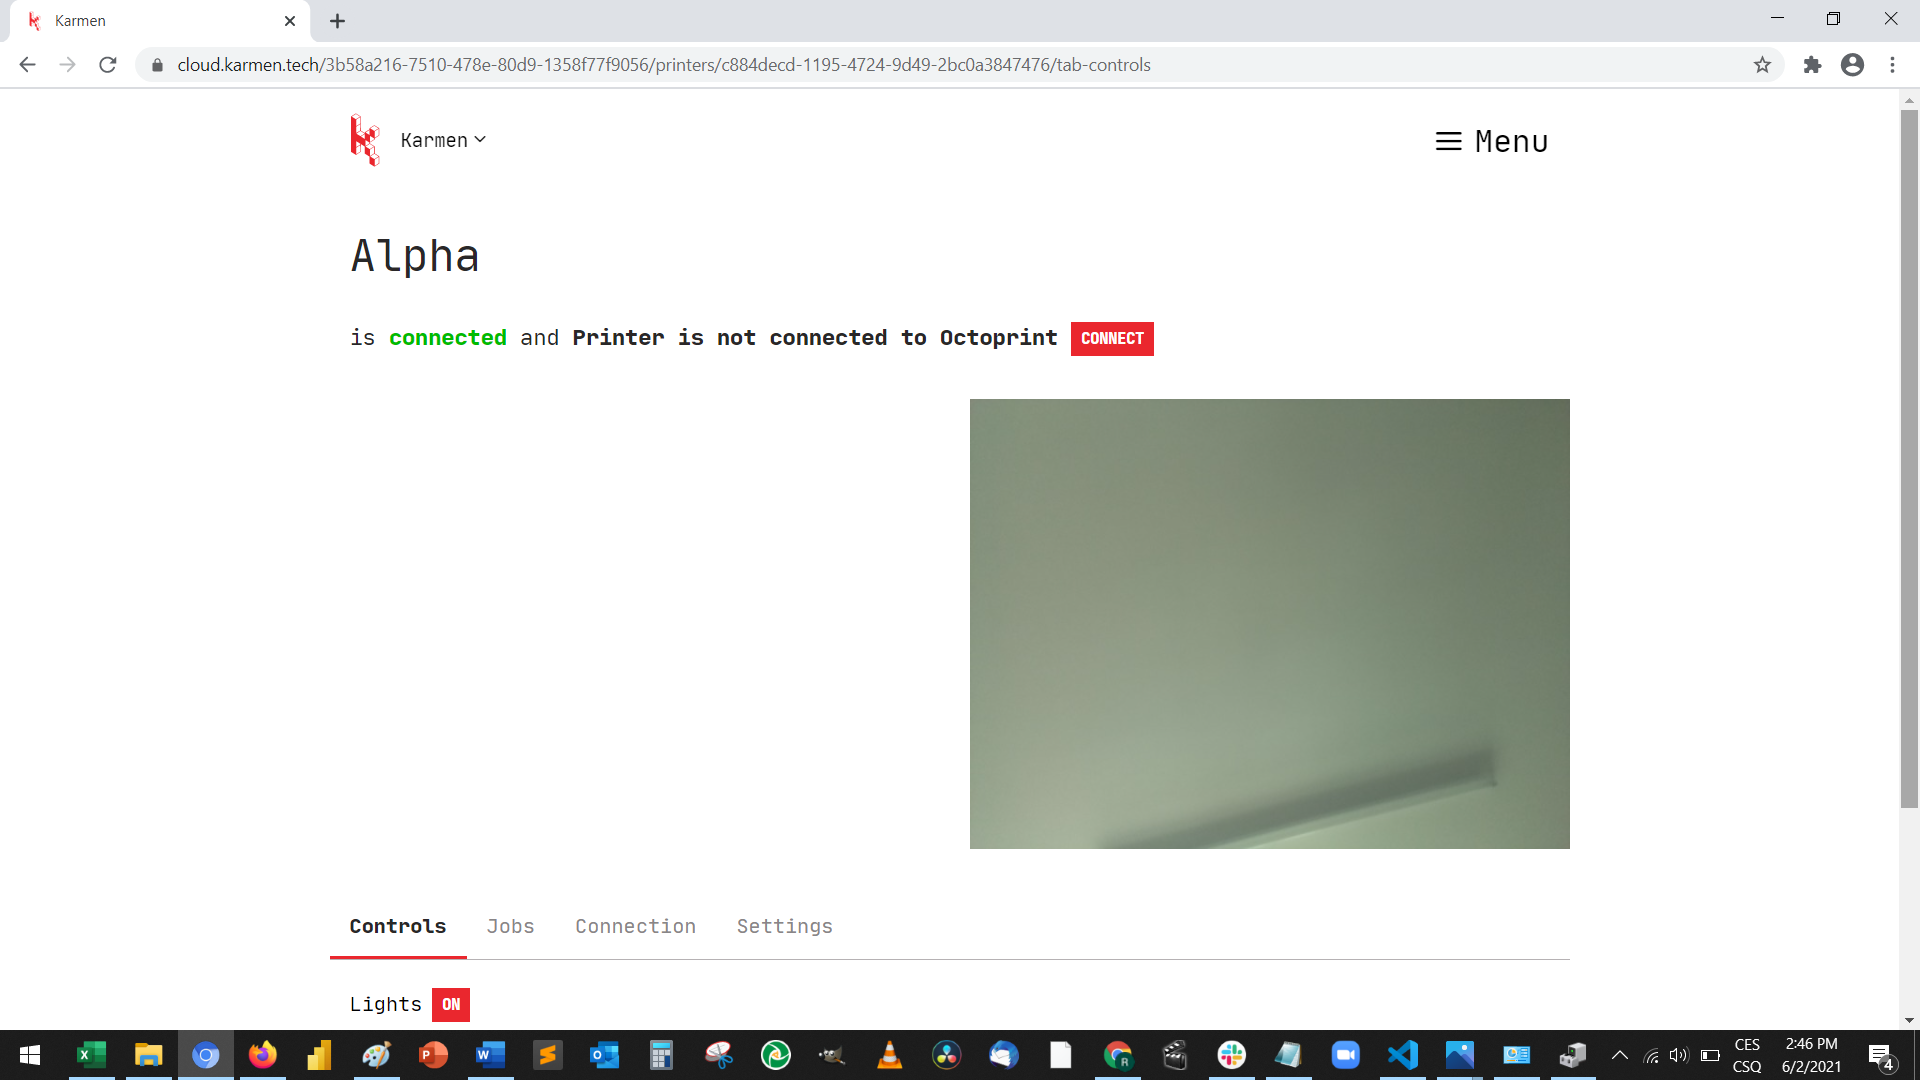 Karmen
cloud.karmen.tech/3b58a216-7510-478e-80d9-1358f77f9056/printers/c884decd-1195-4724-9d49-2bc0a3847476/tab-controls
Karmen
Menu
Alpha
is connected and Printer is not connected to Octoprint CONNECT
Controls Jobs Connection Settings
Lights ON
CES 2:46 PM
CSQ 6/2/2021
4